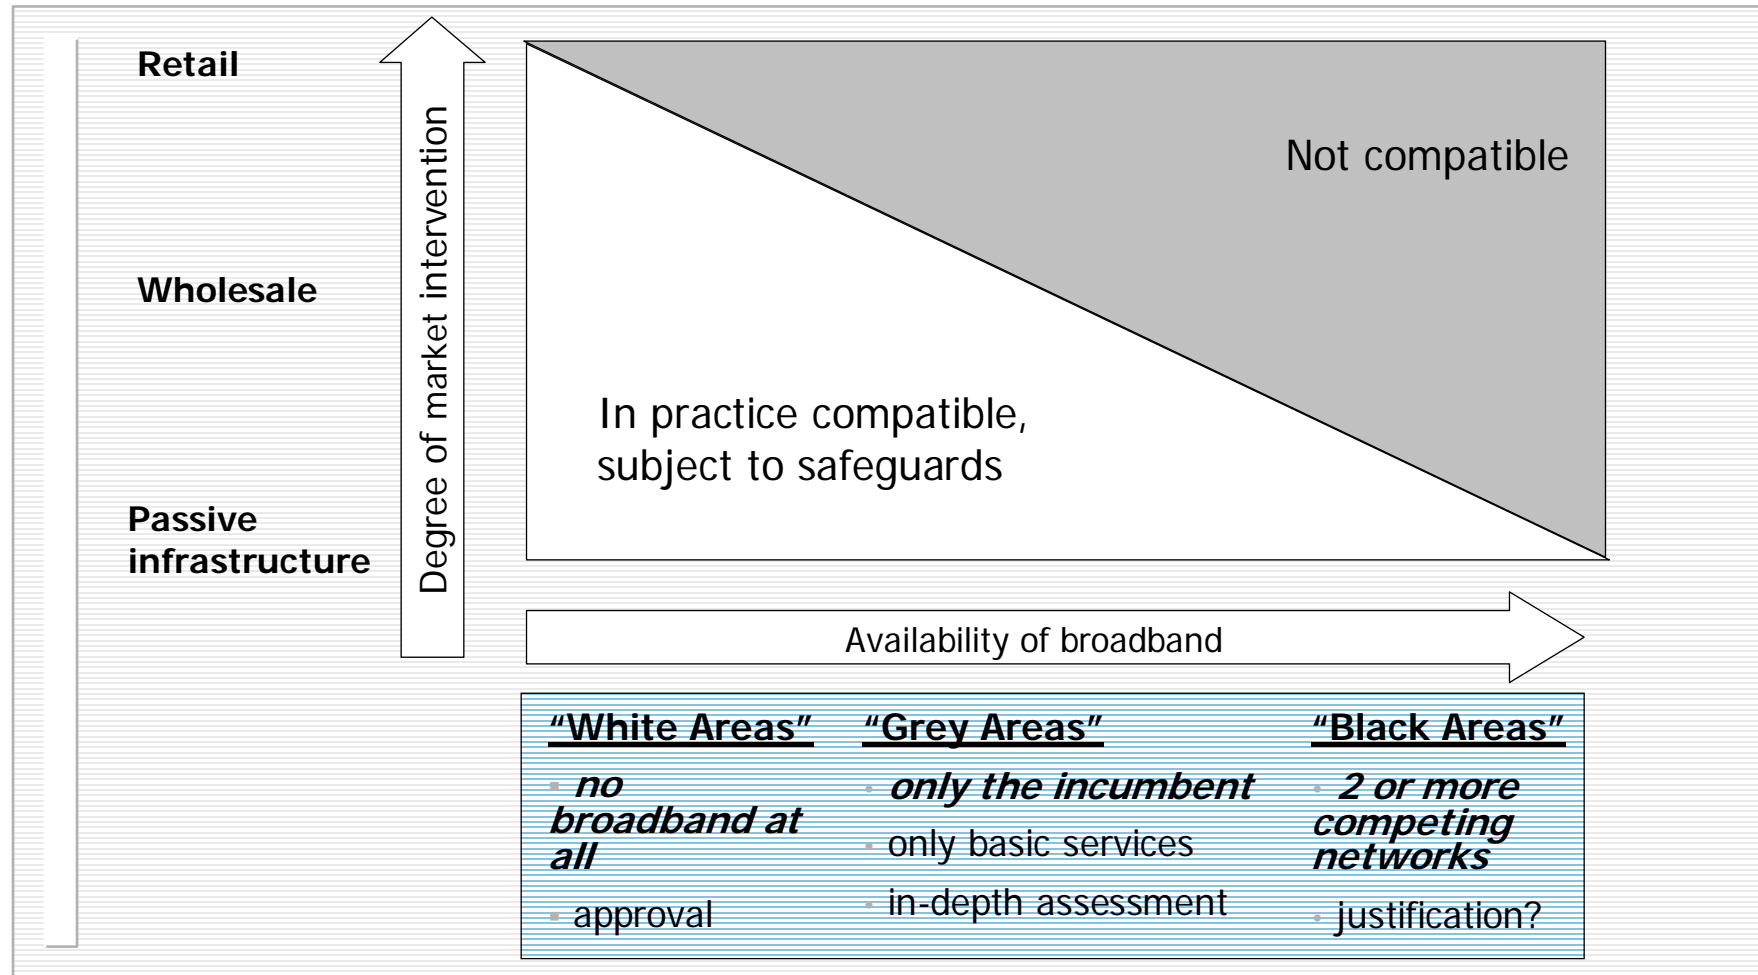 Retail
Wholesale
Passive
infrastructure
Degree of market intervention
Not compatible
In practice compatible,
subject to safeguards
Availability of broadband
“White Areas”
▪ no
broadband at
all
▪ approval
“Grey Areas”
• only the incumbent
• only basic services
• in-depth assessment
“Black Areas”
• 2 or more
competing
networks
• justification?